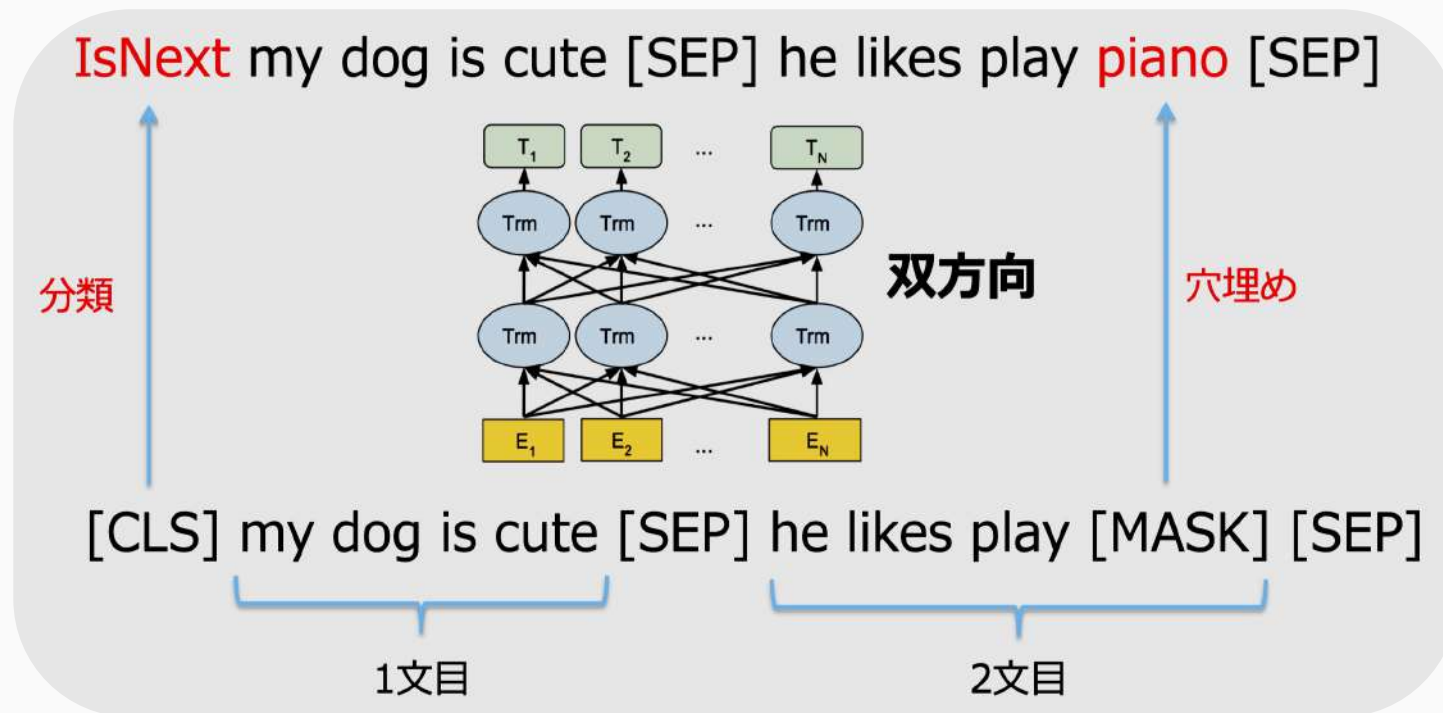 IsNext my dog is cute [SEP] he likes play piano [SEP]
T1 T2 ... TN
Trm Trm ... Trm
双方向
分類
穴埋め
Trm Trm ... Trm
E1 E2 ... EN
[CLS] my dog is cute [SEP] he likes play [MASK] [SEP]
1文目
2文目